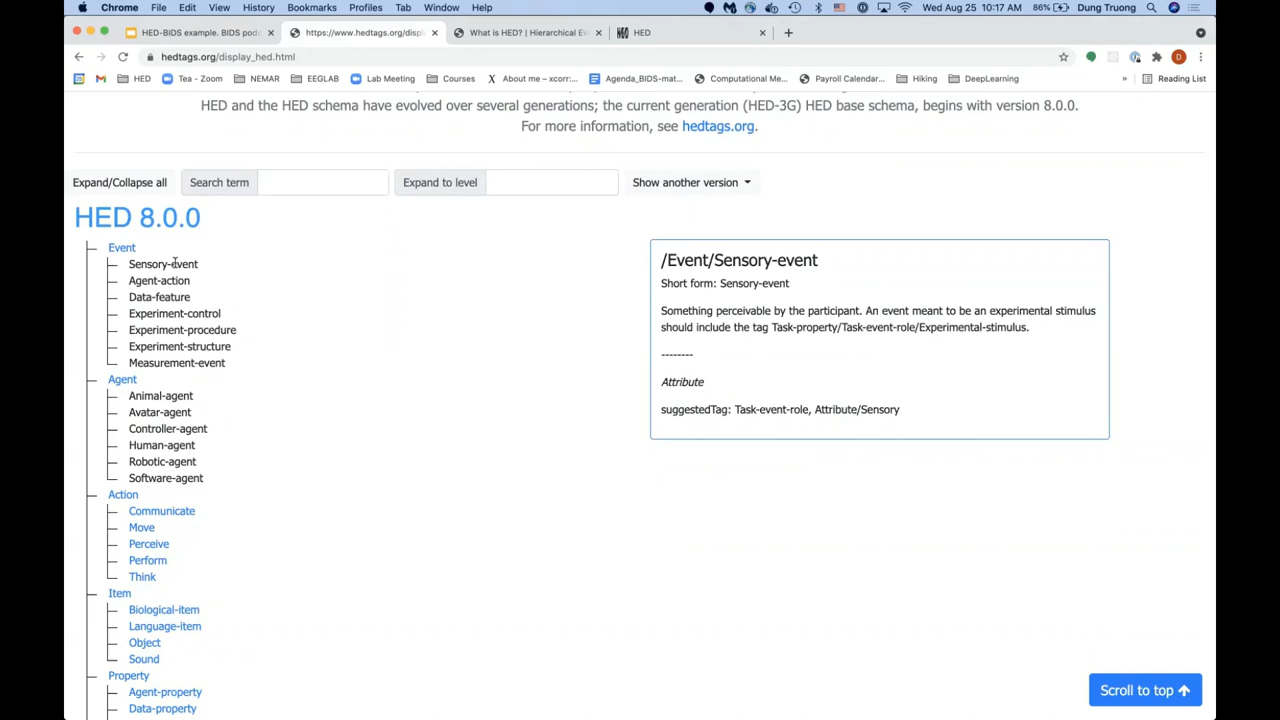 Chrome File Edit View History Bookmarks Profiles Tab Window Help 86% Wed Aug 25 10:17 AM Dung Truong
HED-BIDS example. BIDS pod https://www.hedtags.org/displ What is HED? | Hierarchical Ev HED
hedtags.org/display_hed.html
HED Tea - Zoom NEMAR EEGLAB Lab Meeting Courses About me – xcorr:... Agenda_BIDS-mat... Computational Me... Payroll Calendar... Hiking DeepLearning » Reading List
HED and the HED schema have evolved over several generations; the current generation (HED-3G) HED base schema, begins with version 8.0.0.
For more information, see hedtags.org.
Expand/Collapse all Search term Expand to level Show another version
HED 8.0.0
Event
Sensory-event
Agent-action
Data-feature
Experiment-control
Experiment-procedure
Experiment-structure
Measurement-event
Agent
Animal-agent
Avatar-agent
Controller-agent
Human-agent
Robotic-agent
Software-agent
Action
Communicate
Move
Perceive
Perform
Think
Item
Biological-item
Language-item
Object
Sound
Property
Agent-property
Data-property
/Event/Sensory-event
Short form: Sensory-event
Something perceivable by the participant. An event meant to be an experimental stimulus
should include the tag Task-property/Task-event-role/Experimental-stimulus.
--------
Attribute
suggestedTag: Task-event-role, Attribute/Sensory
Scroll to top